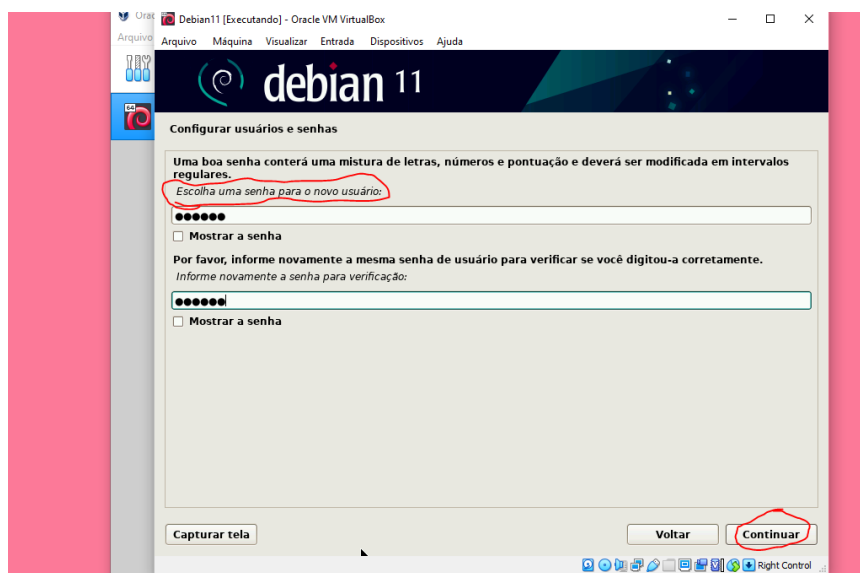 Debian11 [Executando] - Oracle VM VirtualBox
Arquivo
Arquivo Máquina Visualizar Entrada Dispositivos Ajuda
debian 11
64
Configurar usuários e senhas
Uma boa senha conterá uma mistura de letras, números e pontuação e deverá ser modificada em intervalos
regulares.
Escolha uma senha para o novo usuário:
Mostrar a senha
Por favor, informe novamente a mesma senha de usuário para verificar se você digitou-a corretamente.
Informe novamente a senha para verificação:
Mostrar a senha
Capturar tela
Voltar
Continuar
Right Control